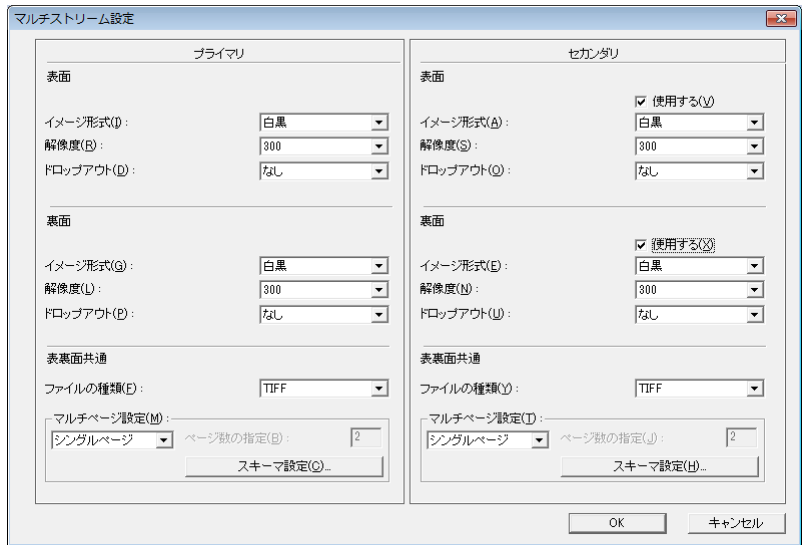 マルチストリーム設定
プライマリ
表面
イメージ形式(I):
白黒
解像度(R):
300
ドロップアウト(D):
なし
裏面
イメージ形式(G):
白黒
解像度(L):
300
ドロップアウト(P):
なし
表裏面共通
ファイルの種類(F):
TIFF
マルチページ設定(M):
シングルページ
ページ数の指定(B):
2
スキーマ設定(C)...
セカンダリ
表面
使用する(V)
イメージ形式(A):
白黒
解像度(S):
300
ドロップアウト(O):
なし
裏面
使用する(X)
イメージ形式(E):
白黒
解像度(N):
300
ドロップアウト(U):
なし
表裏面共通
ファイルの種類(Y):
TIFF
マルチページ設定(T):
シングルページ
ページ数の指定(J):
2
スキーマ設定(H)...
OK
キャンセル